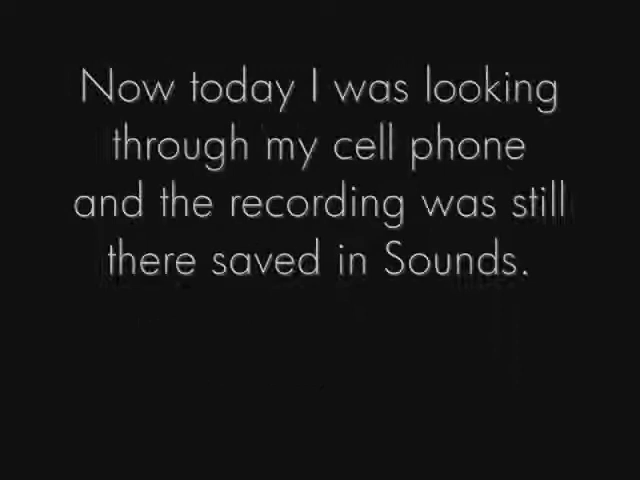 Now today I was looking
through my cell phone
and the recording was still
there saved in Sounds.